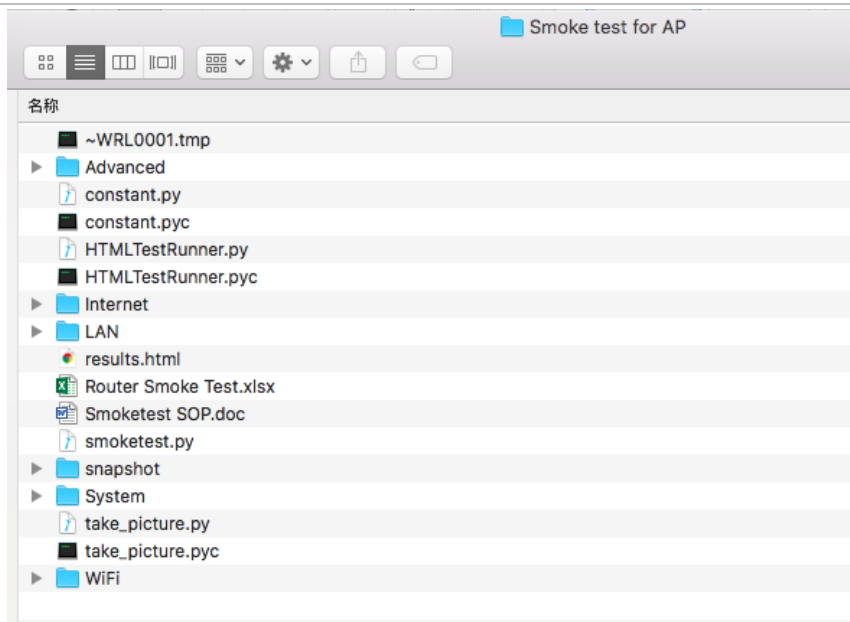 Smoke test for AP
名称
~WRL0001.tmp
Advanced
constant.py
constant.pyc
HTMLTestRunner.py
HTMLTestRunner.pyc
Internet
LAN
results.html
Router Smoke Test.xlsx
Smoketest SOP.doc
smoketest.py
snapshot
System
take_picture.py
take_picture.pyc
WiFi